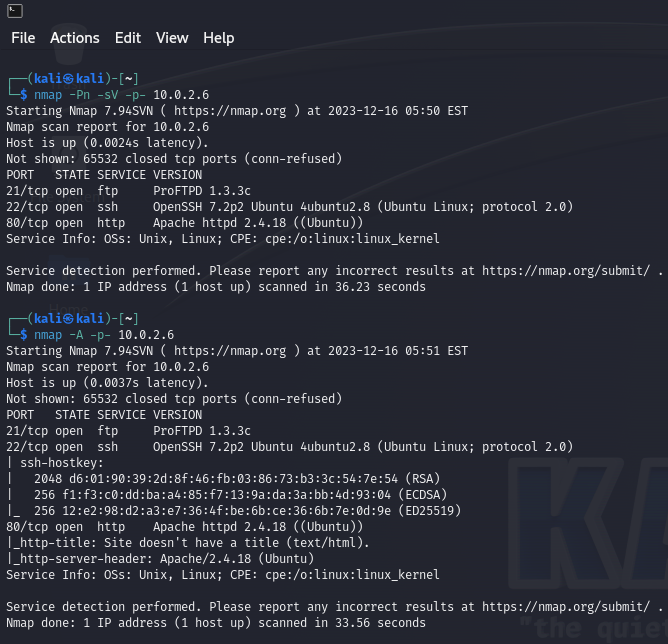 File Actions Edit View Help
┌──(kali㉿kali)-[~]
└─$ nmap -Pn -sV -p- 10.0.2.6
Starting Nmap 7.94SVN ( https://nmap.org ) at 2023-12-16 05:50 EST
Nmap scan report for 10.0.2.6
Host is up (0.0024s latency).
Not shown: 65532 closed tcp ports (conn-refused)
PORT   STATE SERVICE VERSION
21/tcp open  ftp     ProFTPD 1.3.3c
22/tcp open  ssh     OpenSSH 7.2p2 Ubuntu 4ubuntu2.8 (Ubuntu Linux; protocol 2.0)
80/tcp open  http    Apache httpd 2.4.18 ((Ubuntu))
Service Info: OSs: Unix, Linux; CPE: cpe:/o:linux:linux_kernel
Service detection performed. Please report any incorrect results at https://nmap.org/submit/ .
Nmap done: 1 IP address (1 host up) scanned in 36.23 seconds
┌──(kali㉿kali)-[~]
└─$ nmap -A -p- 10.0.2.6
Starting Nmap 7.94SVN ( https://nmap.org ) at 2023-12-16 05:51 EST
Nmap scan report for 10.0.2.6
Host is up (0.0037s latency).
Not shown: 65532 closed tcp ports (conn-refused)
PORT   STATE SERVICE VERSION
21/tcp open  ftp     ProFTPD 1.3.3c
22/tcp open  ssh     OpenSSH 7.2p2 Ubuntu 4ubuntu2.8 (Ubuntu Linux; protocol 2.0)
| ssh-hostkey:
|   2048 d6:01:90:39:2d:8f:46:fb:03:86:73:b3:3c:54:7e:54 (RSA)
|   256 f1:f3:c0:dd:ba:a4:85:f7:13:9a:da:3a:bb:4d:93:04 (ECDSA)
|_  256 12:e2:98:d2:a3:e7:36:4f:be:6b:ce:36:6b:7e:0d:9e (ED25519)
80/tcp open  http    Apache httpd 2.4.18 ((Ubuntu))
|_http-title: Site doesn't have a title (text/html).
|_http-server-header: Apache/2.4.18 (Ubuntu)
Service Info: OSs: Unix, Linux; CPE: cpe:/o:linux:linux_kernel
Service detection performed. Please report any incorrect results at https://nmap.org/submit/ .
Nmap done: 1 IP address (1 host up) scanned in 33.56 seconds
KA
"the quie